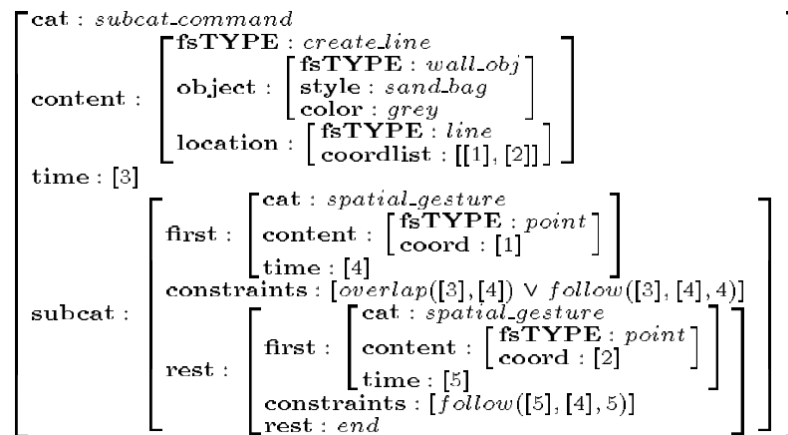 cat : subcat_command
fsTYPE : create_line
fsTYPE : wall_obj
content : object : style : sand_bag
color : grey
location : fsTYPE : line
coordlist : [[1], [2]]
time : [3]
cat : spatial_gesture
first : content : fsTYPE : point
coord : [1]
time : [4]
constraints : [overlap([3], [4]) ∨ follow([3], [4], 4)]
subcat :
cat : spatial_gesture
first : content : fsTYPE : point
coord : [2]
rest :
time : [5]
constraints : [follow([5], [4], 5)]
rest : end